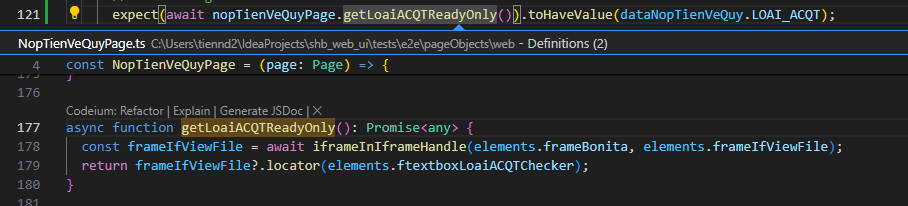 121 expect(await nopTienVeQuyPage.getLoaiACQTReadyOnly()).toHaveValue(dataNopTienVeQuy.LOAI_ACQT);
NopTienVeQuyPage.ts C:\Users\tiennd2\IdeaProjects\shb_web_ui\tests\e2e\pageObjects\web - Definitions (2)
4 const NopTienVeQuyPage = (page: Page) => {
175 }
176
Codeium: Refactor | Explain | Generate JSDoc | ×
177 async function getLoaiACQTReadyOnly(): Promise<any> {
178 const frameIfViewFile = await iframeInIframeHandle(elements.frameBonita, elements.frameIfViewFile);
179 return frameIfViewFile?.locator(elements.ftextboxLoaiACQTChecker);
180 }
181